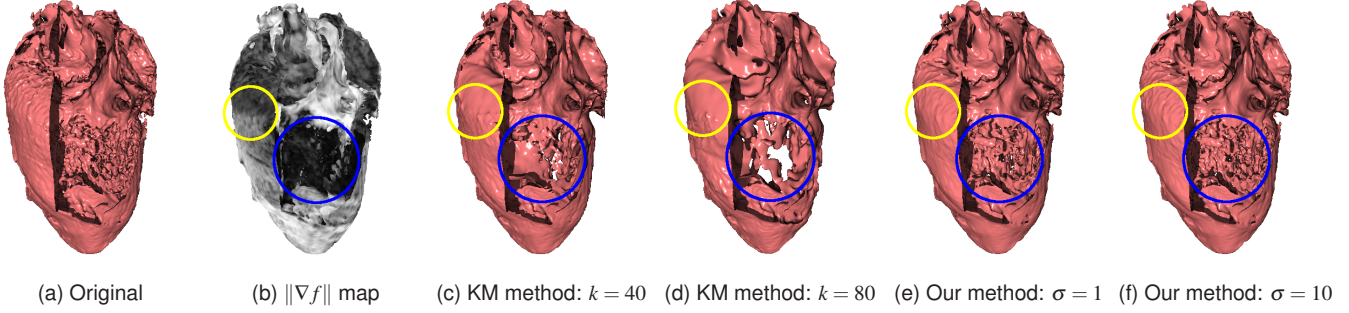 (a) Original (b) ‖∇f‖ map (c) KM method: k = 40 (d) KM method: k = 80 (e) Our method: σ = 1 (f) Our method: σ = 10